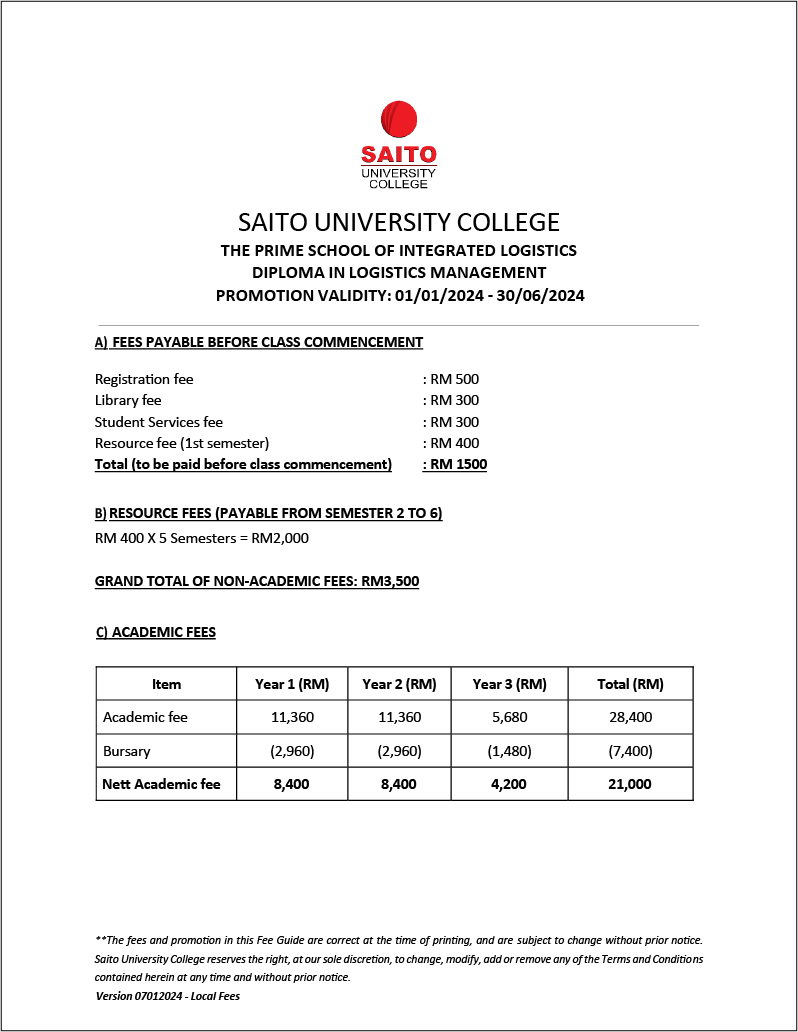 SAITO
UNIVERSITY
COLLEGE
SAITO UNIVERSITY COLLEGE
THE PRIME SCHOOL OF INTEGRATED LOGISTICS
DIPLOMA IN LOGISTICS MANAGEMENT
PROMOTION VALIDITY: 01/01/2024 - 30/06/2024
A) FEES PAYABLE BEFORE CLASS COMMENCEMENT
Registration fee : RM 500
Library fee : RM 300
Student Services fee : RM 300
Resource fee (1st semester) : RM 400
Total (to be paid before class commencement) : RM 1500
B) RESOURCE FEES (PAYABLE FROM SEMESTER 2 TO 6)
RM 400 X 5 Semesters = RM2,000
GRAND TOTAL OF NON-ACADEMIC FEES: RM3,500
C) ACADEMIC FEES
Item Year 1 (RM) Year 2 (RM) Year 3 (RM) Total (RM)
Academic fee 11,360 11,360 5,680 28,400
Bursary (2,960) (2,960) (1,480) (7,400)
Nett Academic fee 8,400 8,400 4,200 21,000
**The fees and promotion in this Fee Guide are correct at the time of printing, and are subject to change without prior notice.
Saito University College reserves the right, at our sole discretion, to change, modify, add or remove any of the Terms and Conditions
contained herein at any time and without prior notice.
Version 07012024 - Local Fees